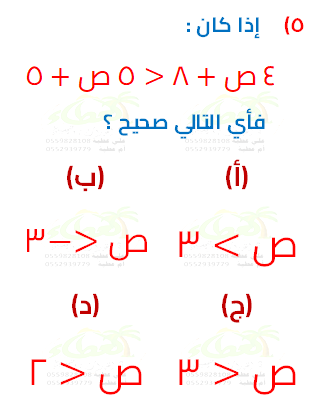 ٥) إذا كان :
٤ ص + ٨ < ٥ ص + ٥
فأي التالي صحيح ؟
(أ) (ب)
ص > ٣ ص < −٣
(ج) (د)
ص < ٣ ص < ٢